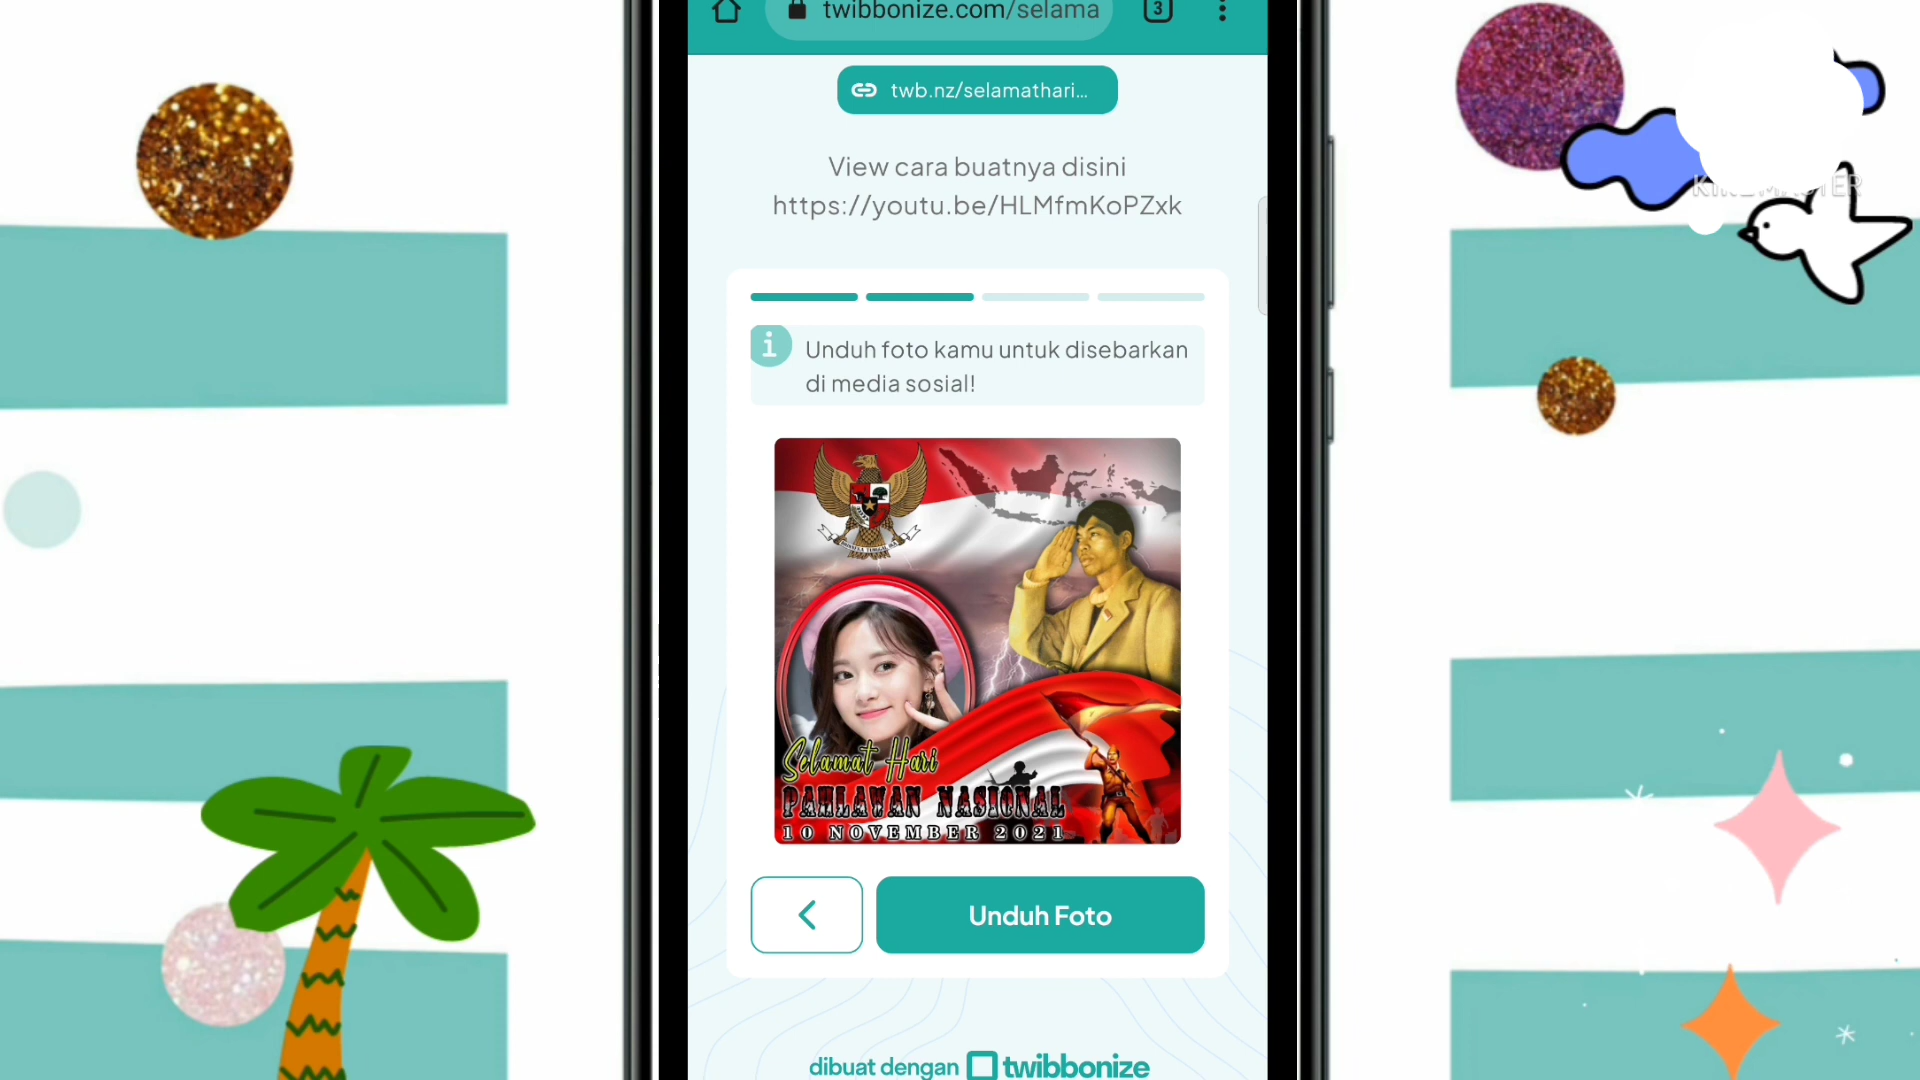 twibbonize.com/selama
3
twb.nz/selamathari...
View cara buatnya disini
https://youtu.be/HLMfmKoPZxk
i
Unduh foto kamu untuk disebarkan
di media sosial!
Selamat Hari
PAHLAWAN NASIONAL
10 NOVEMBER 2021
Unduh Foto
dibuat dengan twibbonize